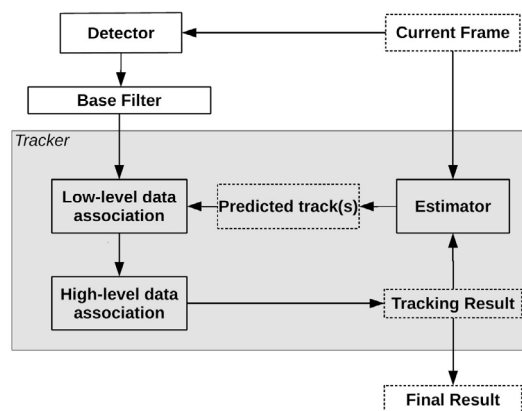 Detector
Current Frame
Base Filter
Tracker
Low-level data
association
Predicted track(s)
Estimator
High-level data
association
Tracking Result
Final Result